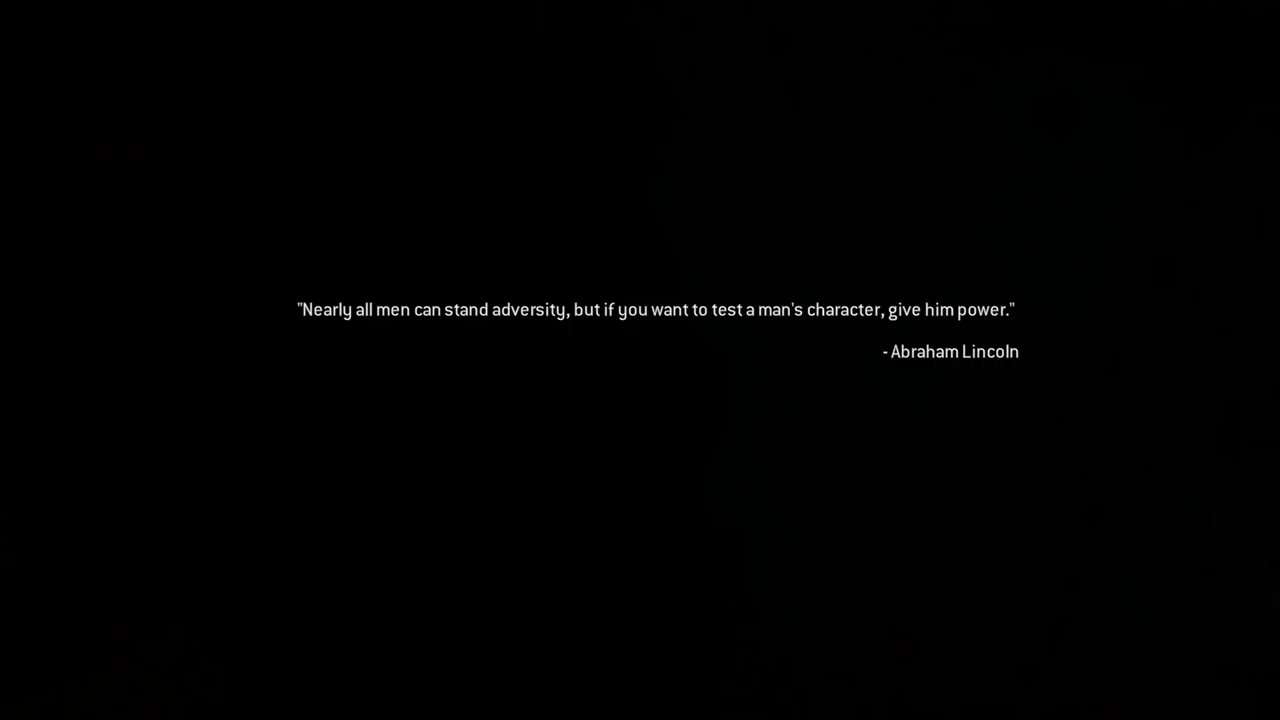 "Nearly all men can stand adversity, but if you want to test a man's character, give him power."
- Abraham Lincoln